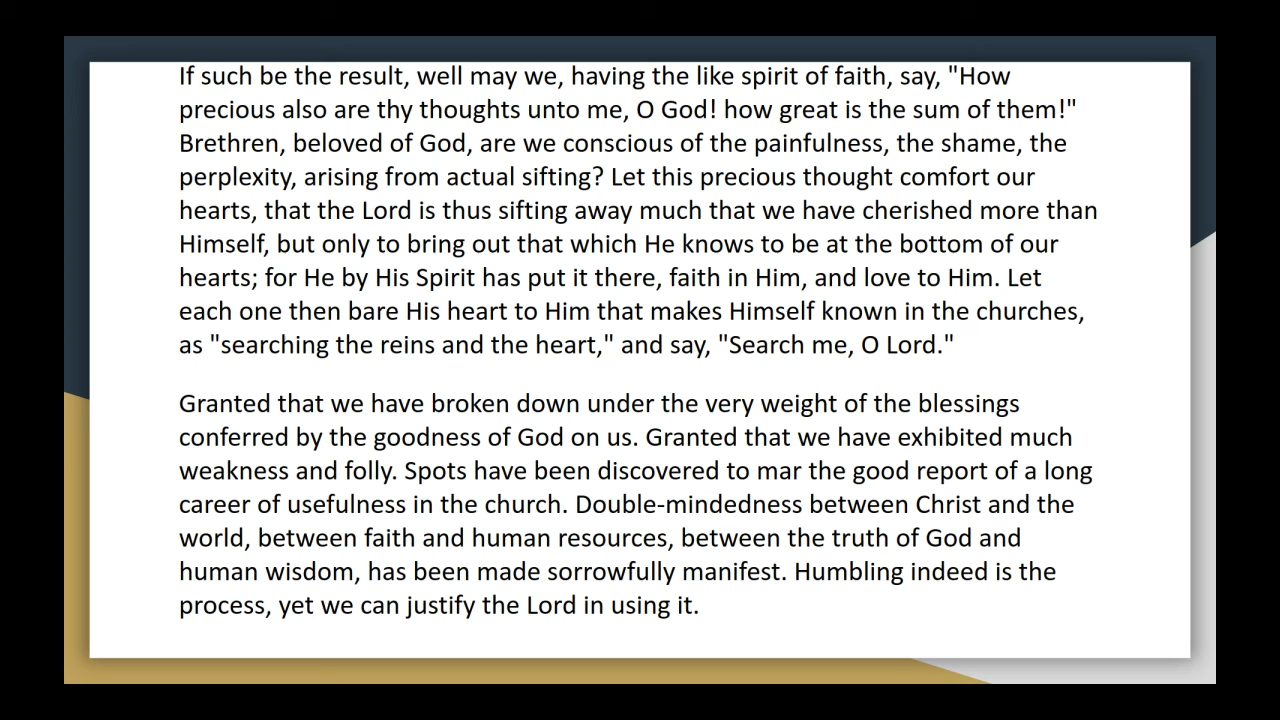 If such be the result, well may we, having the like spirit of faith, say, "How
precious also are thy thoughts unto me, O God! how great is the sum of them!"
Brethren, beloved of God, are we conscious of the painfulness, the shame, the
perplexity, arising from actual sifting? Let this precious thought comfort our
hearts, that the Lord is thus sifting away much that we have cherished more than
Himself, but only to bring out that which He knows to be at the bottom of our
hearts; for He by His Spirit has put it there, faith in Him, and love to Him. Let
each one then bare His heart to Him that makes Himself known in the churches,
as "searching the reins and the heart," and say, "Search me, O Lord."
Granted that we have broken down under the very weight of the blessings
conferred by the goodness of God on us. Granted that we have exhibited much
weakness and folly. Spots have been discovered to mar the good report of a long
career of usefulness in the church. Double-mindedness between Christ and the
world, between faith and human resources, between the truth of God and
human wisdom, has been made sorrowfully manifest. Humbling indeed is the
process, yet we can justify the Lord in using it.